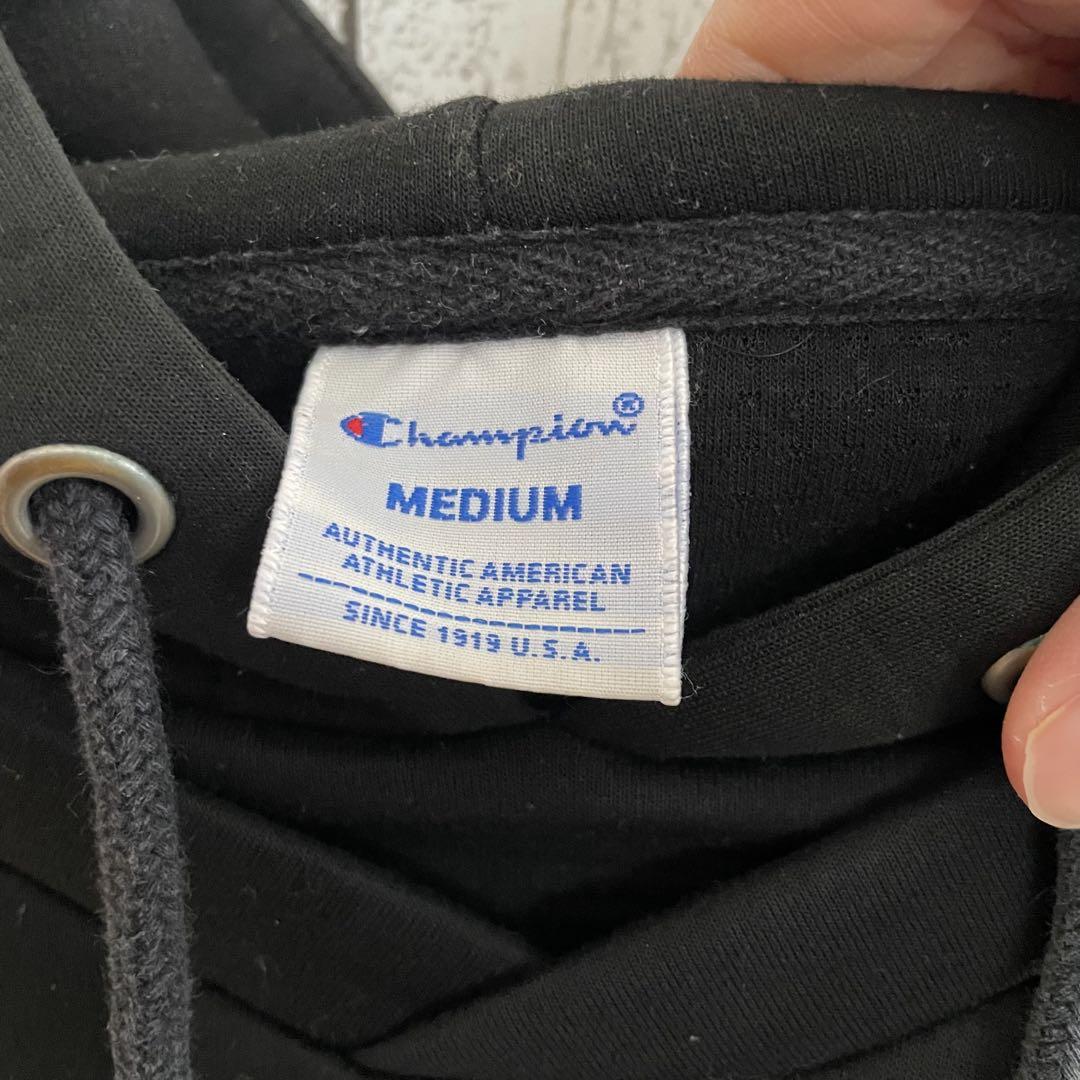 Champion®
MEDIUM
AUTHENTIC AMERICAN
ATHLETIC APPAREL
SINCE 1919 U.S.A.